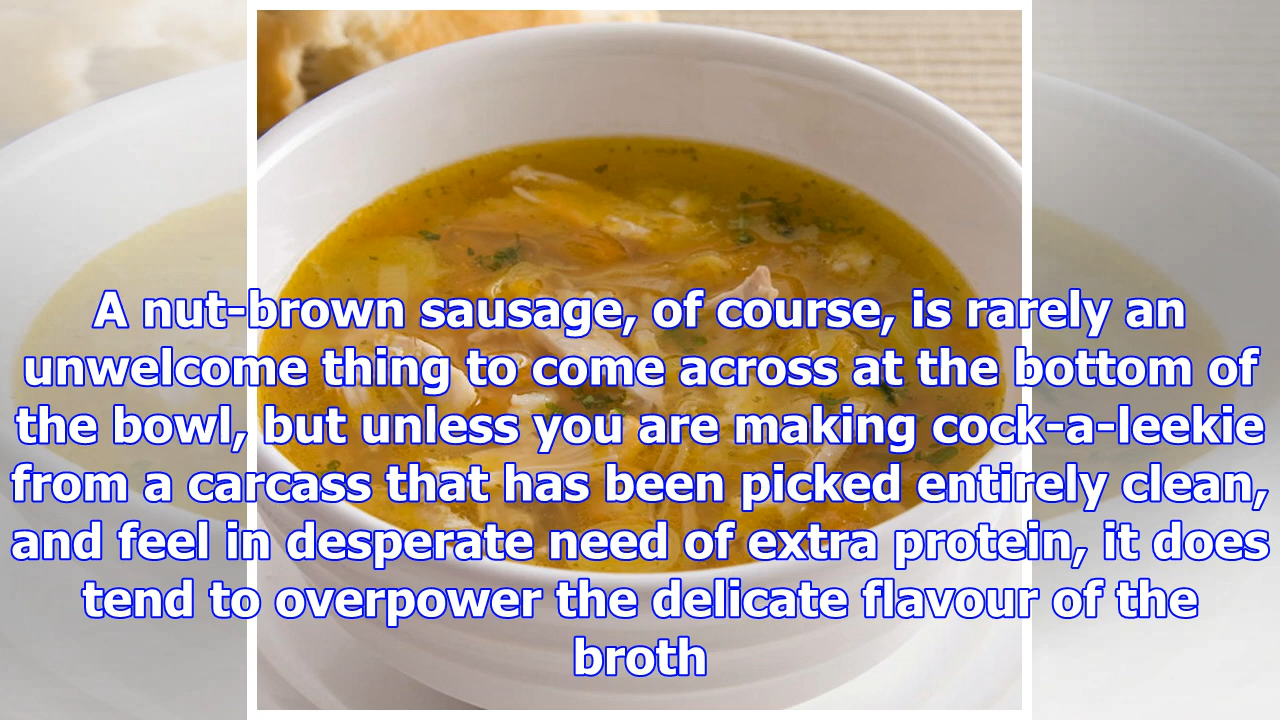 A nut-brown sausage, of course, is rarely an
unwelcome thing to come across at the bottom of
the bowl, but unless you are making cock-a-leekie
from a carcass that has been picked entirely clean,
and feel in desperate need of extra protein, it does
tend to overpower the delicate flavour of the
broth